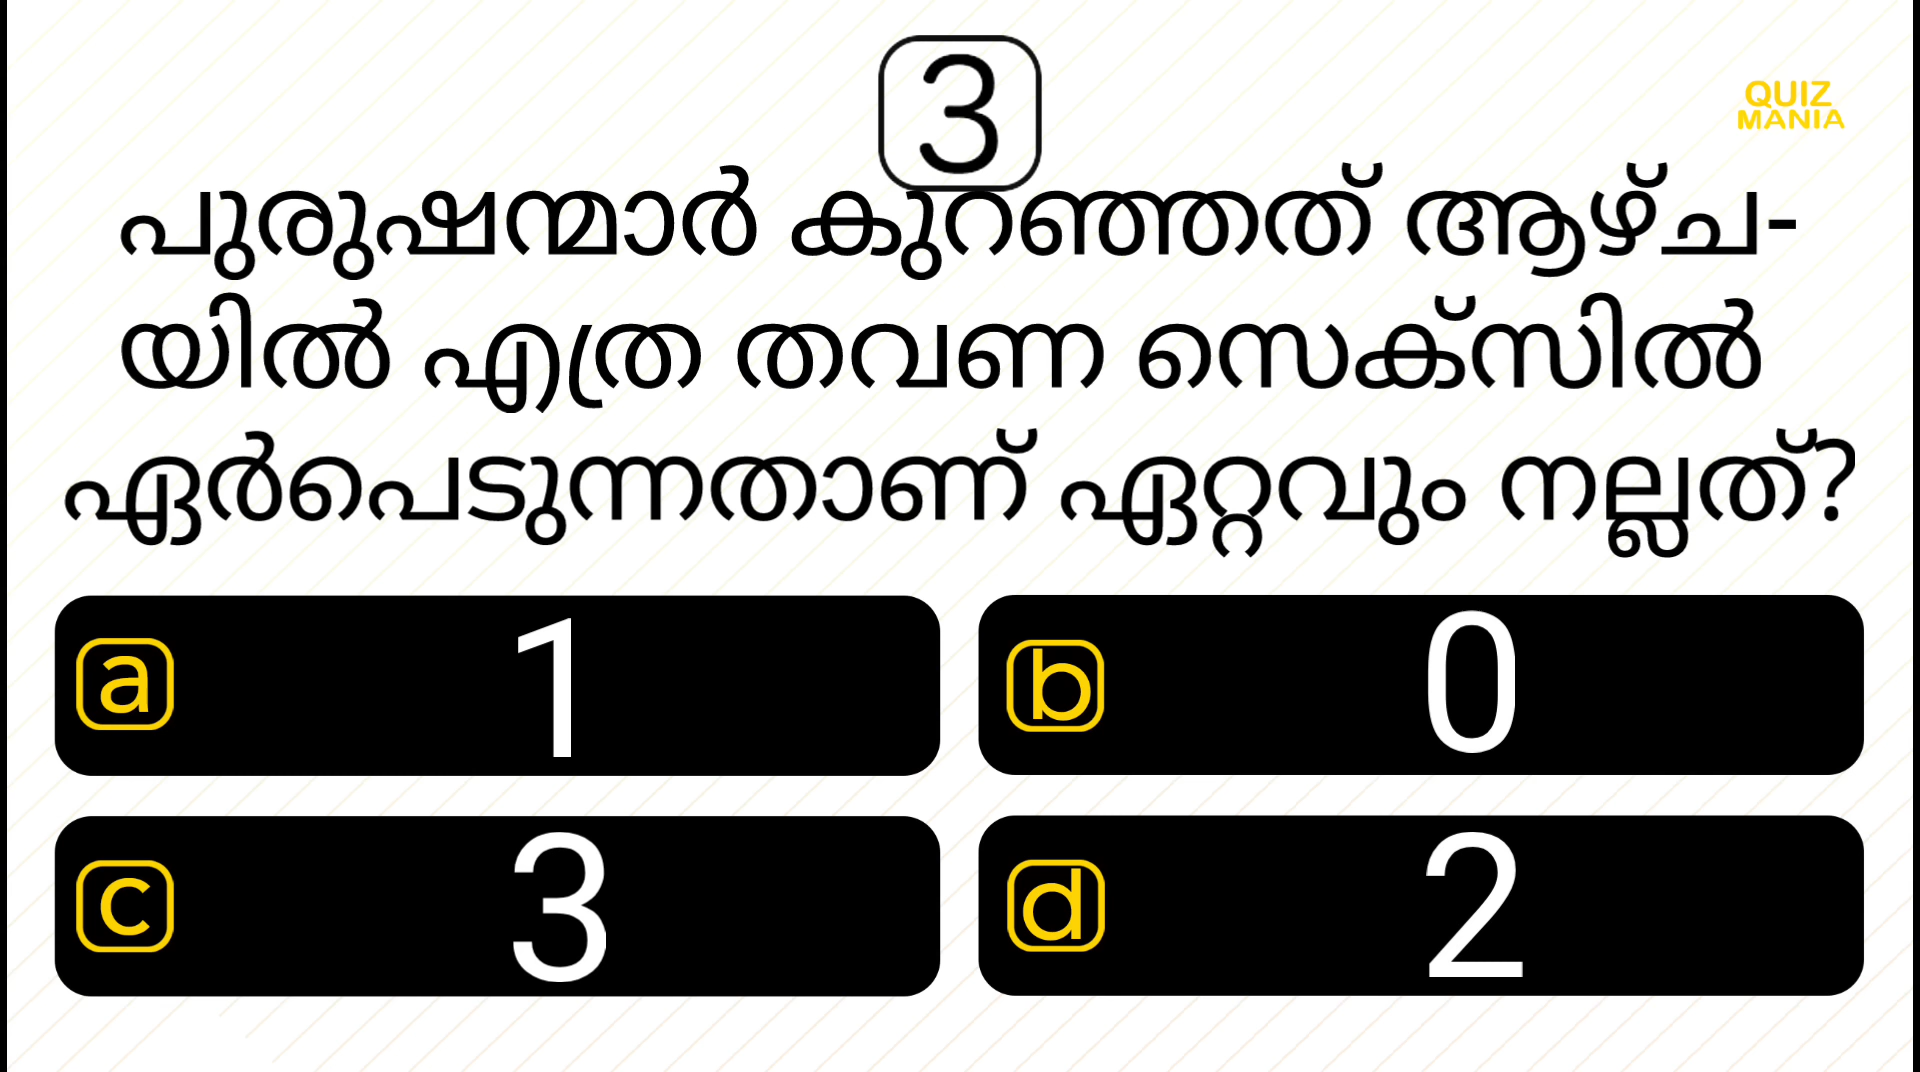 3
QUIZ
MANIA
പുരുഷന്മാർ കുറഞ്ഞത് ആഴ്ച-
യിൽ എത്ര തവണ സെക്സിൽ
ഏർപെടുന്നതാണ് ഏറ്റവും നല്ലത്?
a 1
b 0
c 3
d 2